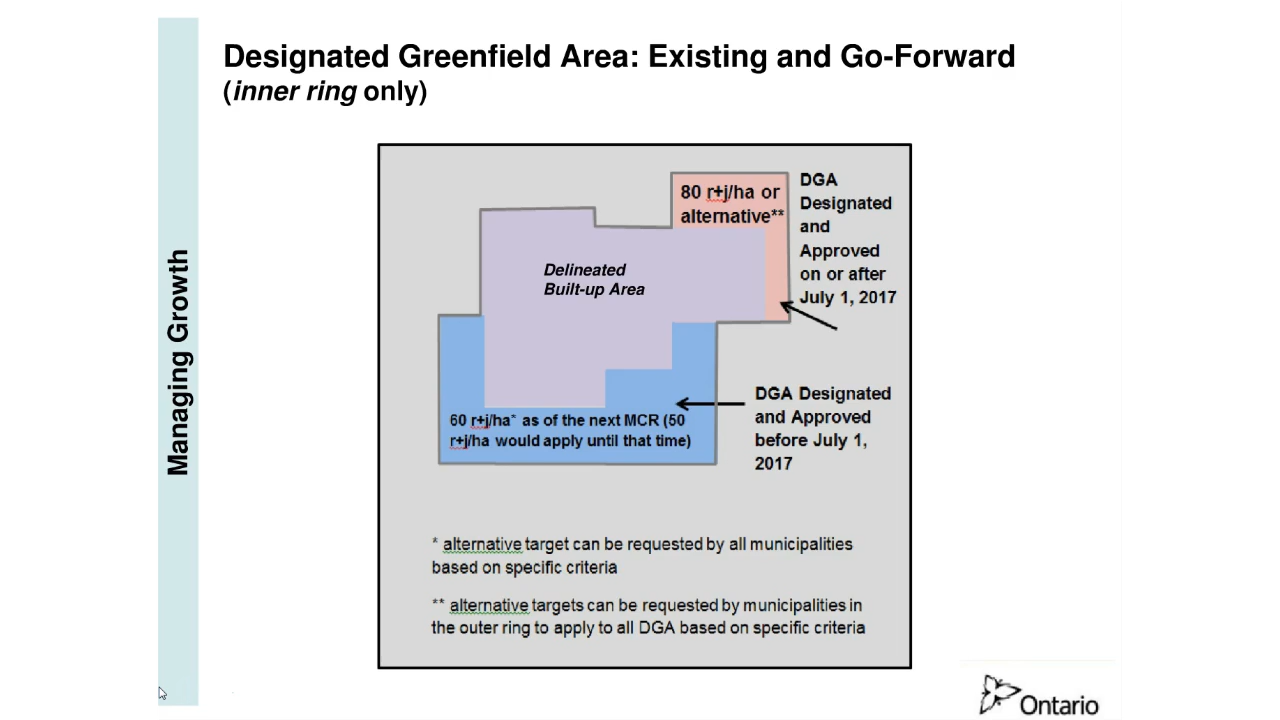 Designated Greenfield Area: Existing and Go-Forward
(inner ring only)
Managing Growth
80 r+j/ha or
alternative**
DGA
Designated
and
Approved
on or after
July 1, 2017
Delineated
Built-up Area
60 r+j/ha* as of the next MCR (50
r+j/ha would apply until that time)
DGA Designated
and Approved
before July 1,
2017
* alternative target can be requested by all municipalities
based on specific criteria
** alternative targets can be requested by municipalities in
the outer ring to apply to all DGA based on specific criteria
Ontario